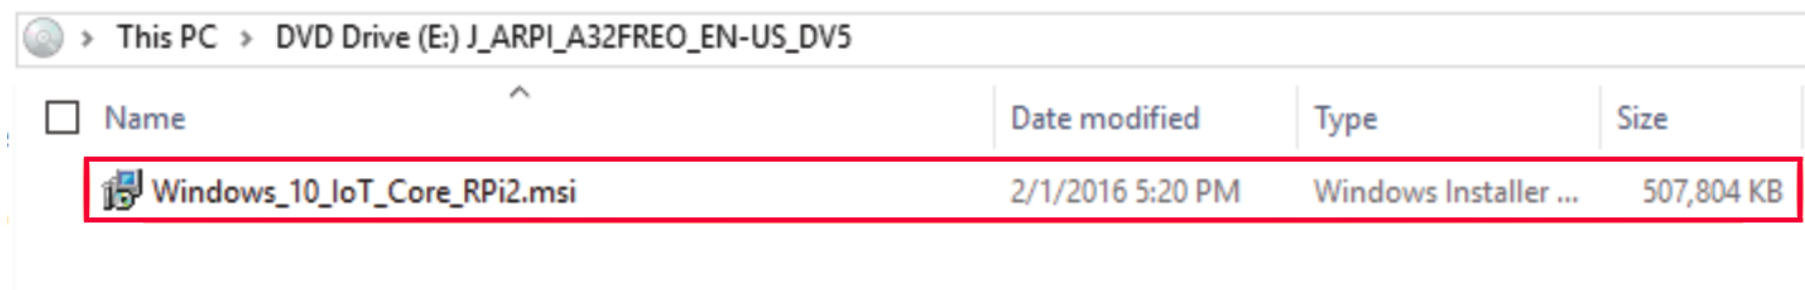 This PC > DVD Drive (E:) J_ARPI_A32FREO_EN-US_DV5
Name Date modified Type Size
Windows_10_IoT_Core_RPi2.msi 2/1/2016 5:20 PM Windows Installer ... 507,804 KB